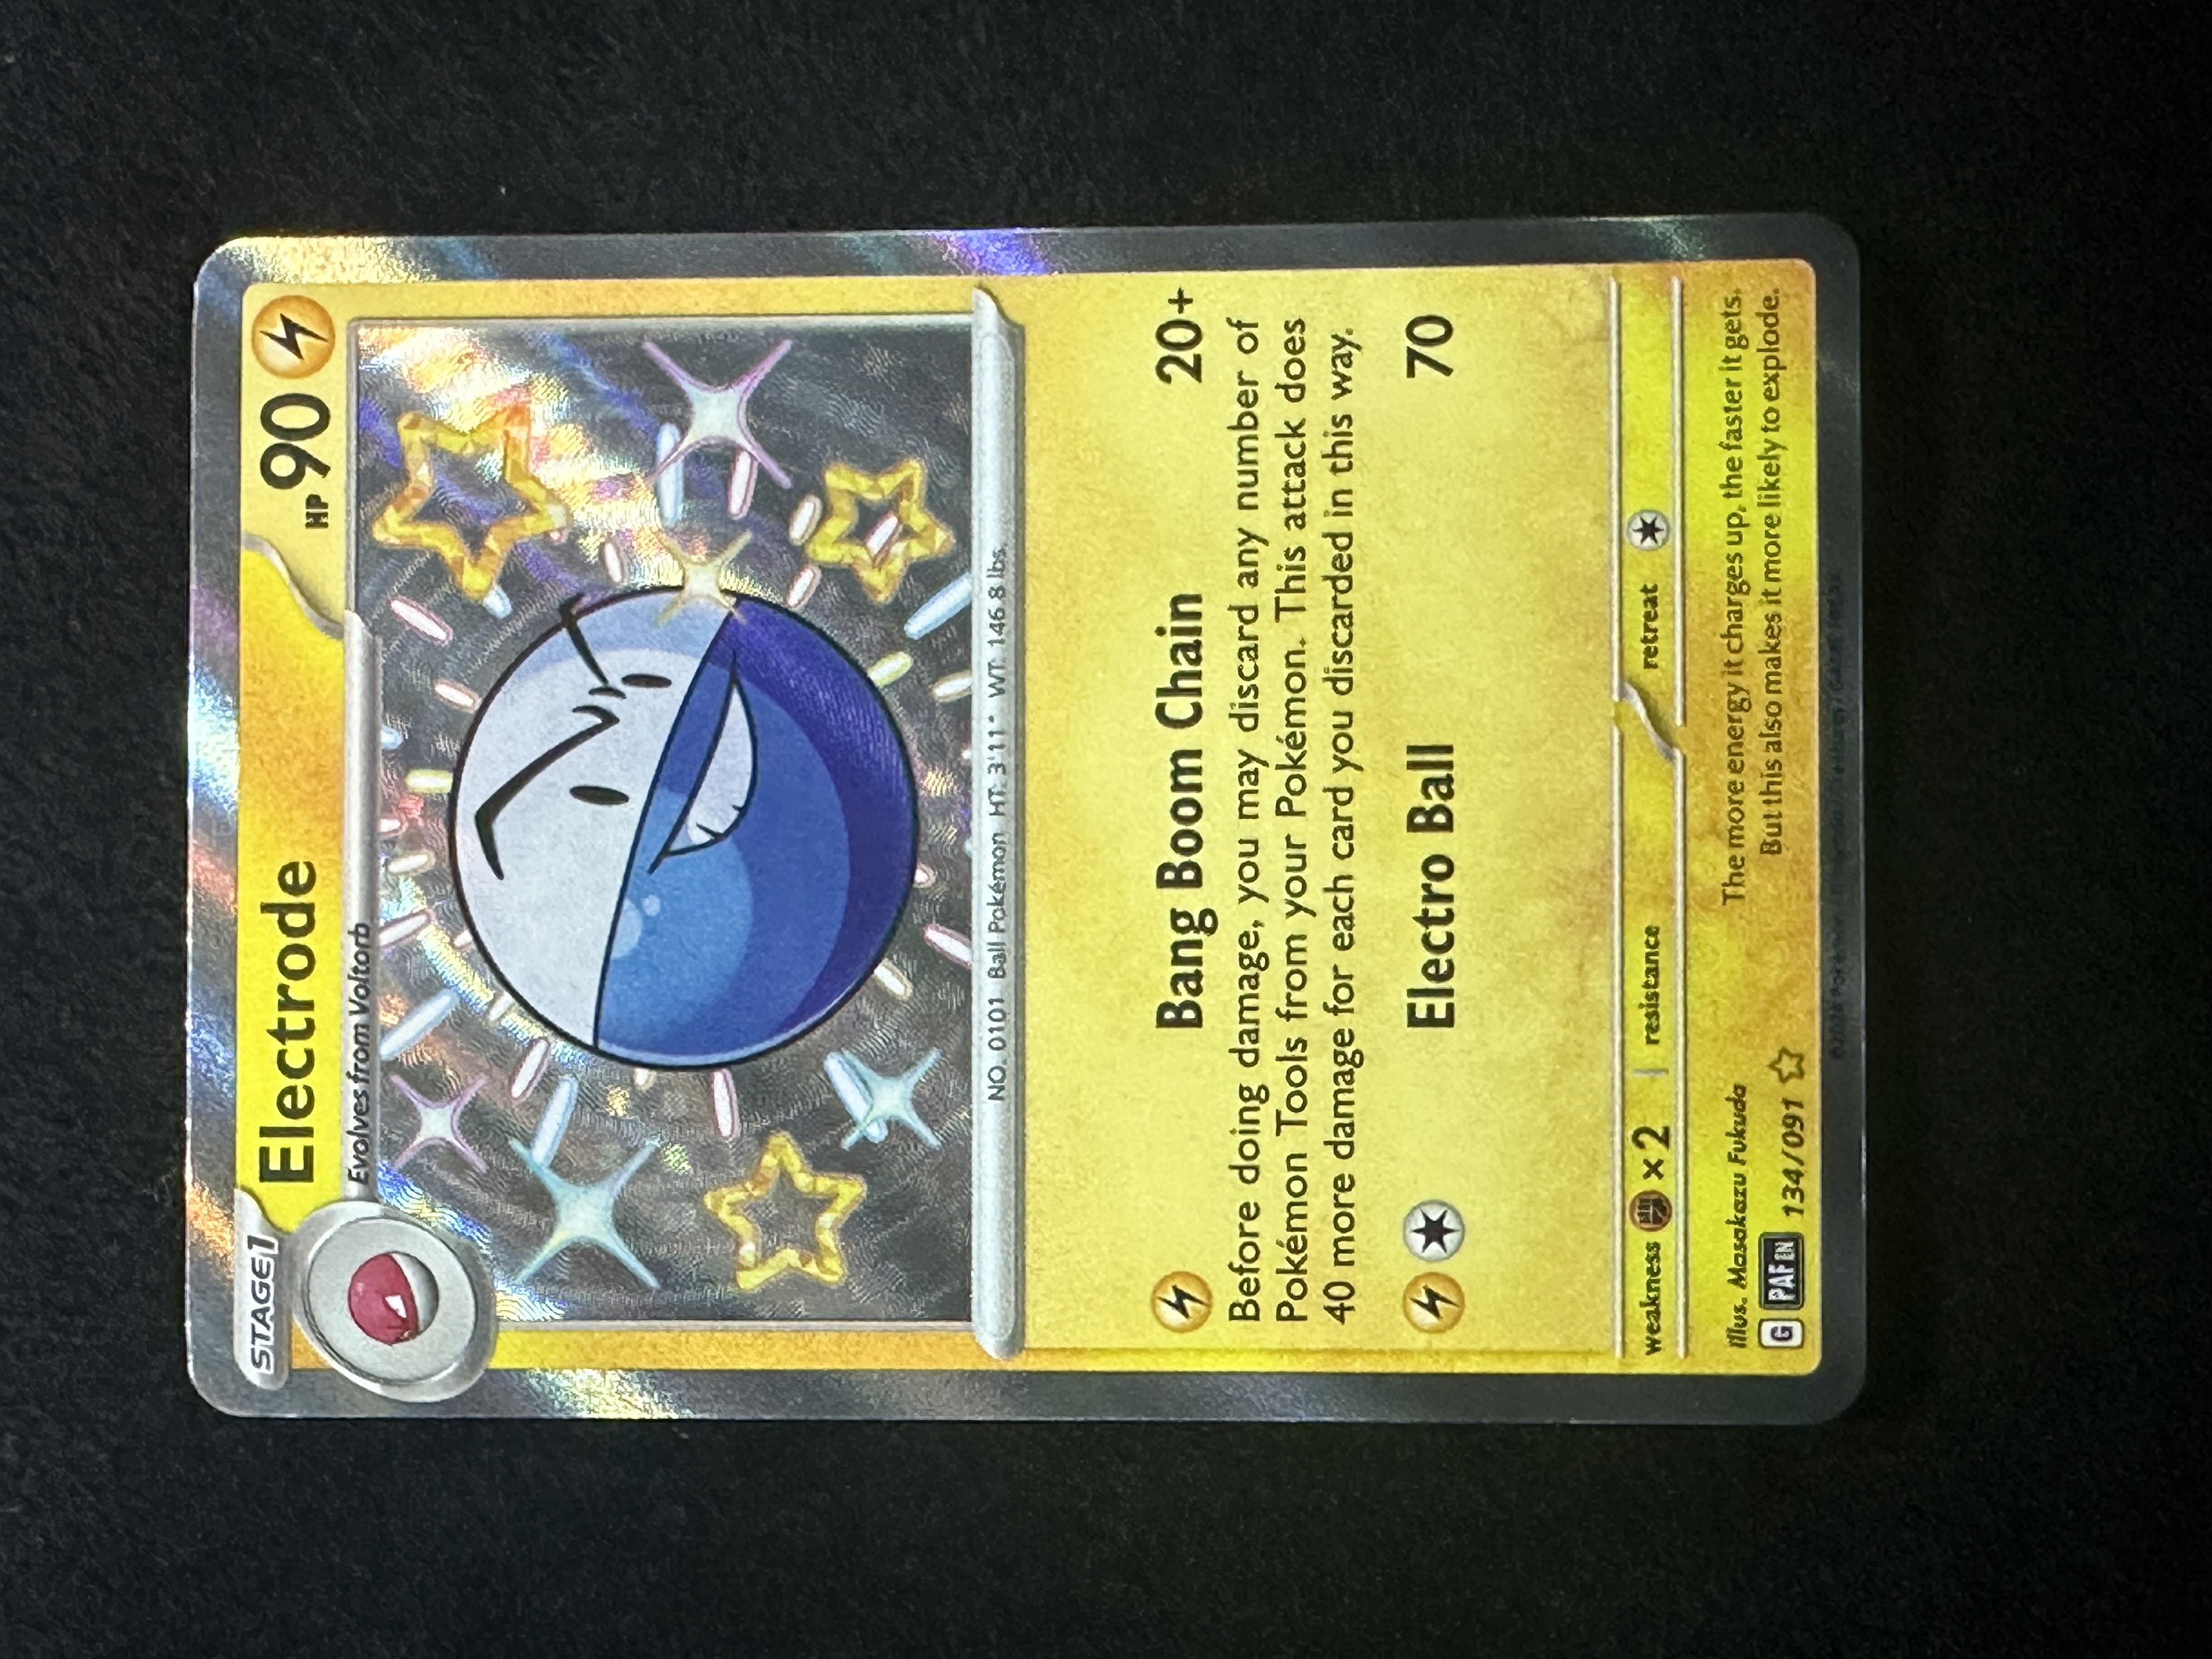 STAGE1
Electrode
HP 90
Evolves from Voltorb
NO. 0101 Ball Pokémon HT: 3'11" WT: 146.8 lbs.
Bang Boom Chain 20+
Before doing damage, you may discard any number of
Pokémon Tools from your Pokémon. This attack does
40 more damage for each card you discarded in this way.
Electro Ball 70
weakness ×2 resistance retreat
Illus. Masakazu Fukuda
The more energy it charges up, the faster it gets.
But this also makes it more likely to explode.
G PAF EN 134/091